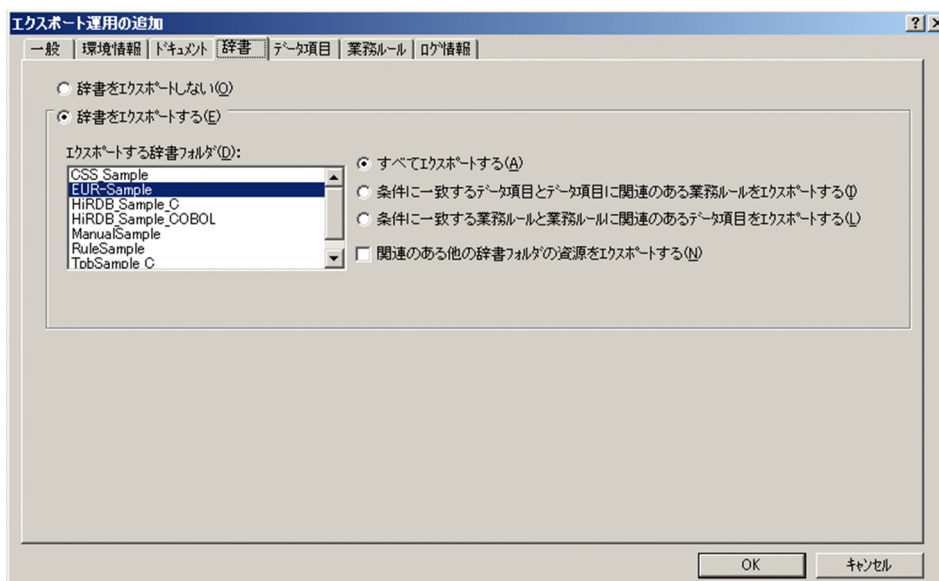 エクスポート運用の追加
一般 環境情報 ドキュメント 辞書 データ項目 業務ルール ログ情報
辞書をエクスポートしない(O)
辞書をエクスポートする(E)
エクスポートする辞書フォルダ(D):
CSS_Sample
EUR-Sample
HiRDB_Sample_C
HiRDB_Sample_COBOL
ManualSample
RuleSample
TpbSample_C
すべてエクスポートする(A)
条件に一致するデータ項目とデータ項目に関連のある業務ルールをエクスポートする(I)
条件に一致する業務ルールと業務ルールに関連のあるデータ項目をエクスポートする(L)
関連のある他の辞書フォルダの資源をエクスポートする(N)
OK キャンセル